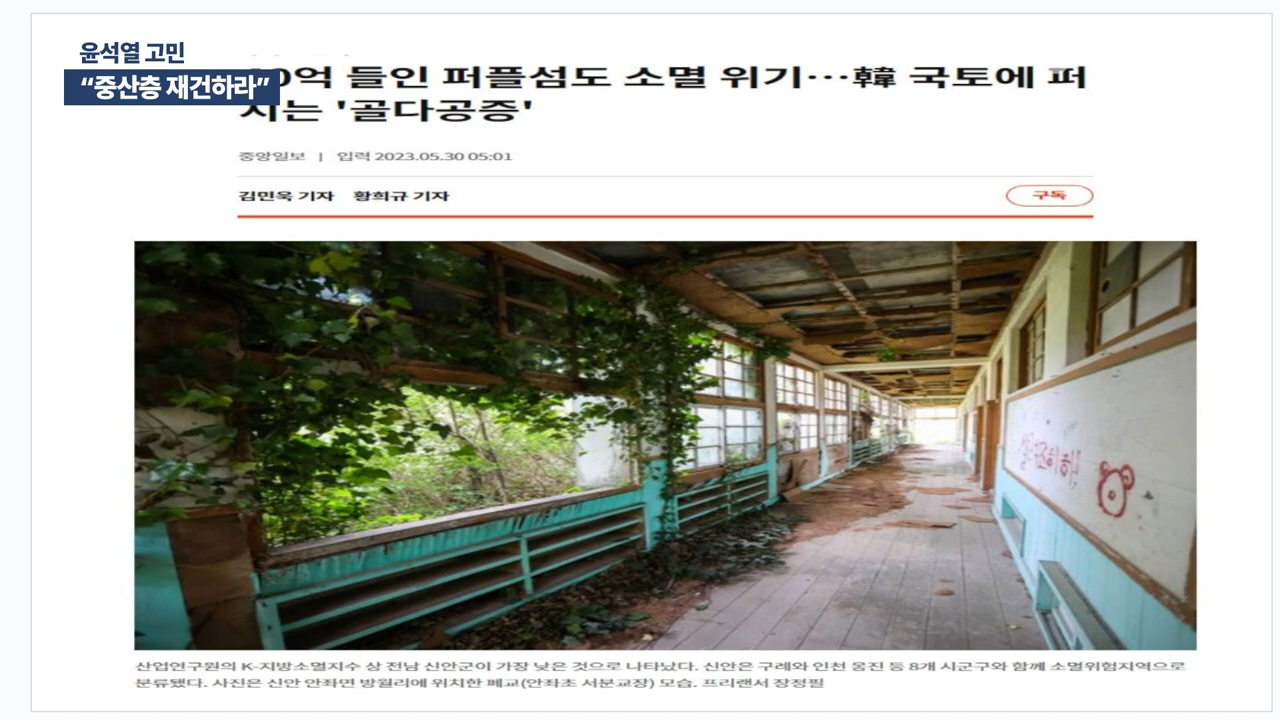 윤석열 고민
“중산층 재건하라”
0억 들인 퍼플섬도 소멸 위기…韓 국토에 퍼
지는 '골다공증'
중앙일보 | 입력 2023.05.30 05:01
김민욱 기자 황희규 기자
구독
산업연구원의 K-지방소멸지수 상 전남 신안군이 가장 낮은 것으로 나타났다. 신안은 구례와 인천 옹진 등 8개 시군구와 함께 소멸위험지역으로
분류됐다. 사진은 신안 안좌면 방월리에 위치한 폐교(안좌초 서분교장) 모습. 프리랜서 장정필